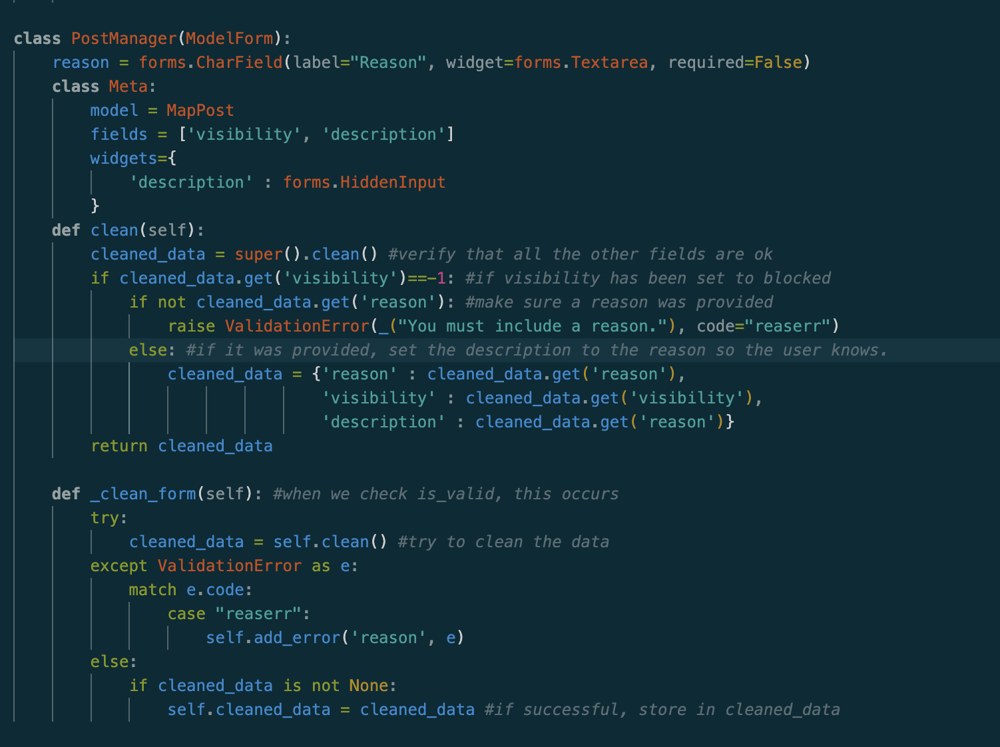 class PostManager(ModelForm):
    reason = forms.CharField(label="Reason", widget=forms.Textarea, required=False)
    class Meta:
        model = MapPost
        fields = ['visibility', 'description']
        widgets={
            'description' : forms.HiddenInput
        }
    def clean(self):
        cleaned_data = super().clean() #verify that all the other fields are ok
        if cleaned_data.get('visibility')==-1: #if visibility has been set to blocked
            if not cleaned_data.get('reason'): #make sure a reason was provided
                raise ValidationError(_("You must include a reason."), code="reaserr")
            else: #if it was provided, set the description to the reason so the user knows.
                cleaned_data = {'reason' : cleaned_data.get('reason'),
                                'visibility' : cleaned_data.get('visibility'),
                                'description' : cleaned_data.get('reason')}
        return cleaned_data

    def _clean_form(self): #when we check is_valid, this occurs
        try:
            cleaned_data = self.clean() #try to clean the data
        except ValidationError as e:
            match e.code:
                case "reaserr":
                    self.add_error('reason', e)
        else:
            if cleaned_data is not None:
                self.cleaned_data = cleaned_data #if successful, store in cleaned_data